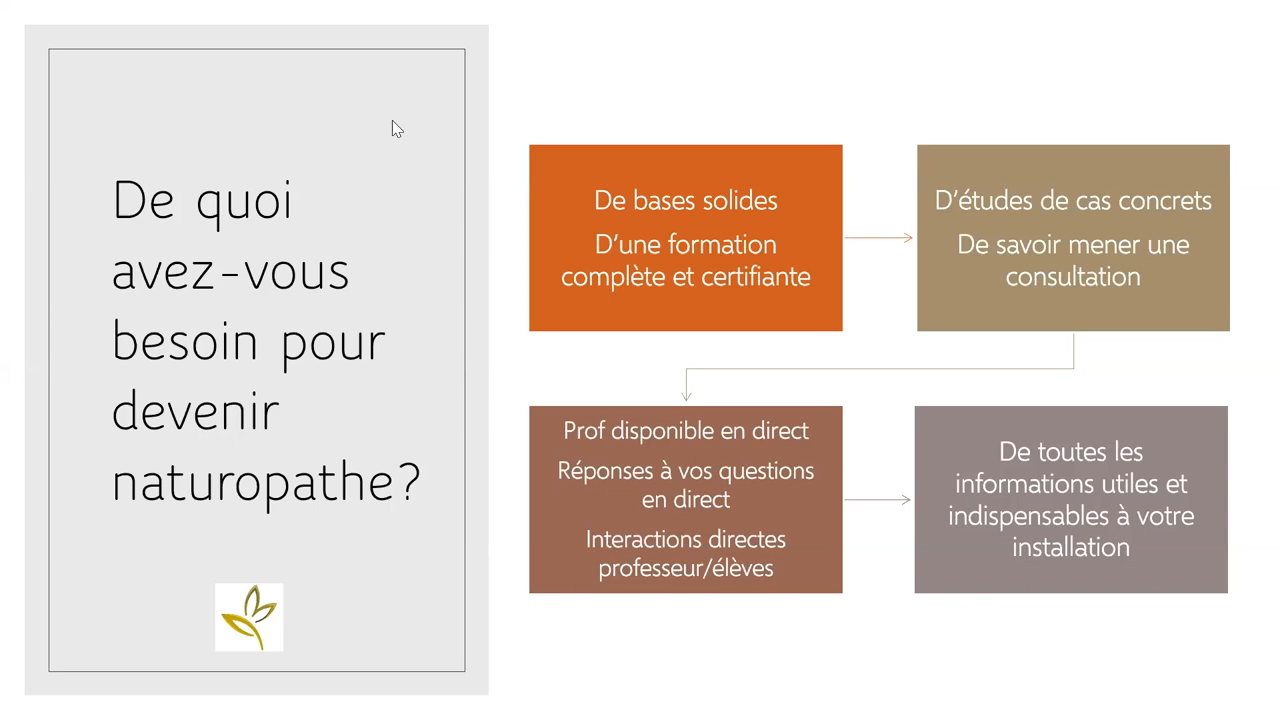 De quoi
avez-vous
besoin pour
devenir
naturopathe?
De bases solides
D'une formation
complète et certifiante
D'études de cas concrets
De savoir mener une
consultation
Prof disponible en direct
Réponses à vos questions
en direct
Interactions directes
professeur/élèves
De toutes les
informations utiles et
indispensables à votre
installation